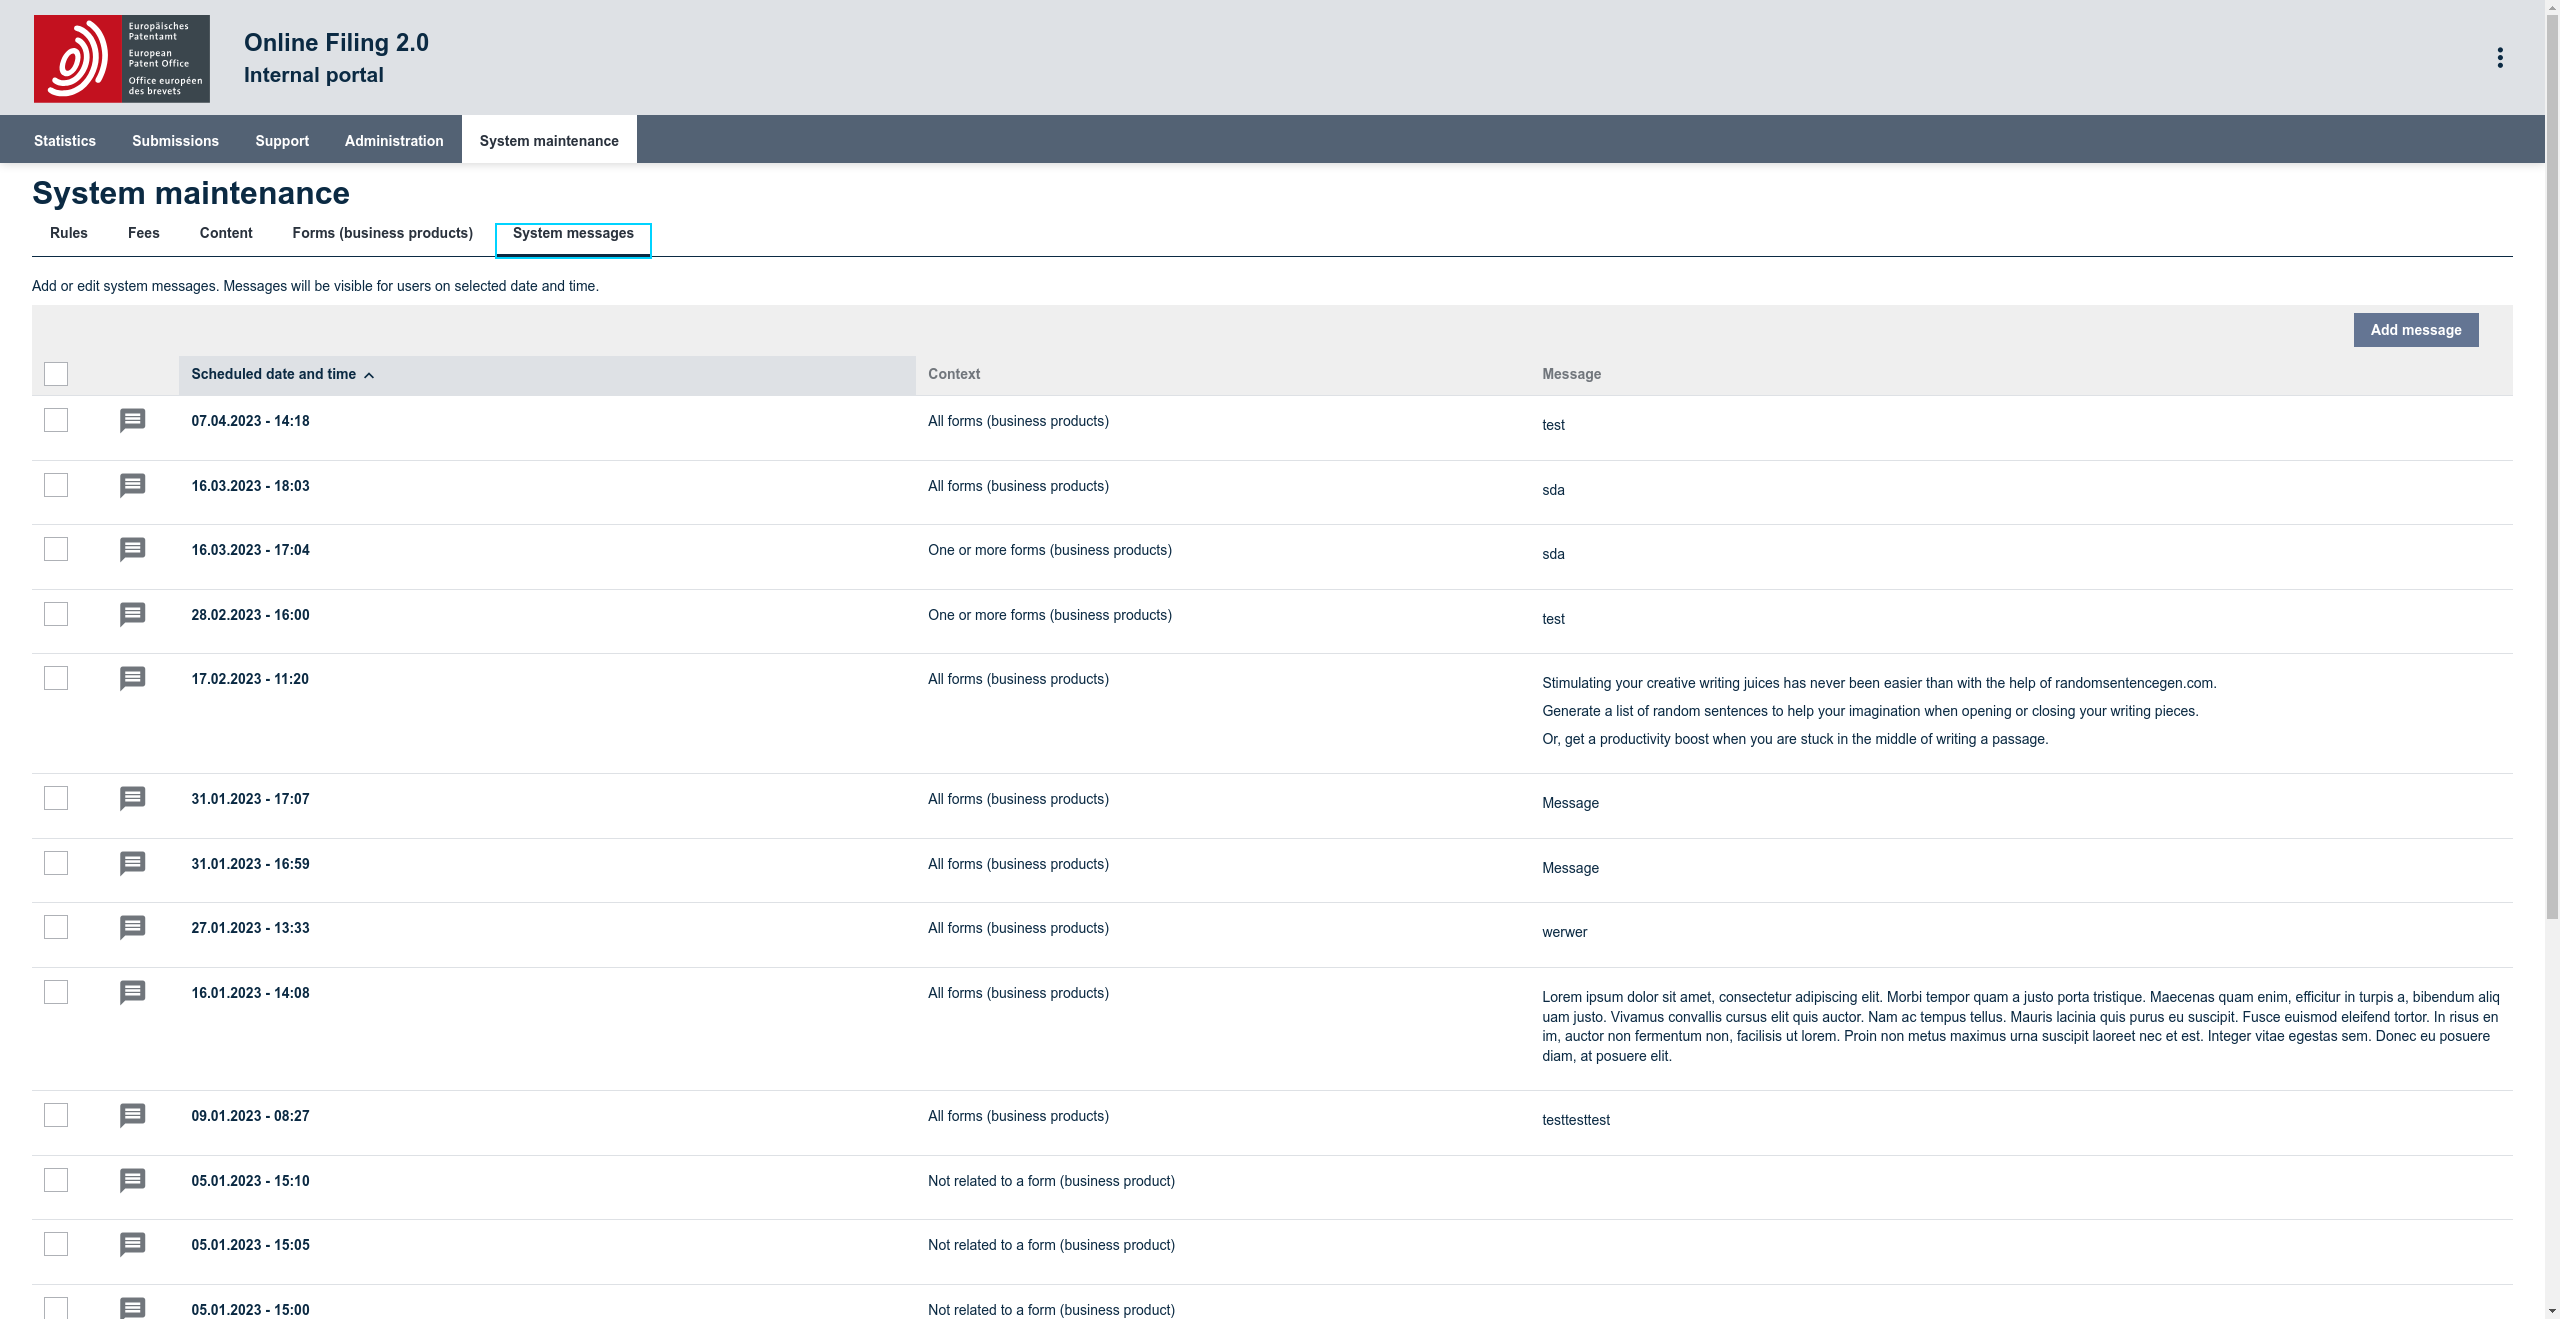 Europäisches
Patentamt
European
Patent Office
Office européen
des brevets
Online Filing 2.0
Internal portal
Statistics Submissions Support Administration System maintenance
System maintenance
Rules Fees Content Forms (business products) System messages
Add or edit system messages. Messages will be visible for users on selected date and time.
Add message
Scheduled date and time Context Message
07.04.2023 - 14:18 All forms (business products) test
16.03.2023 - 18:03 All forms (business products) sda
16.03.2023 - 17:04 One or more forms (business products) sda
28.02.2023 - 16:00 One or more forms (business products) test
17.02.2023 - 11:20 All forms (business products) Stimulating your creative writing juices has never been easier than with the help of randomsentencegen.com.
Generate a list of random sentences to help your imagination when opening or closing your writing pieces.
Or, get a productivity boost when you are stuck in the middle of writing a passage.
31.01.2023 - 17:07 All forms (business products) Message
31.01.2023 - 16:59 All forms (business products) Message
27.01.2023 - 13:33 All forms (business products) werwer
16.01.2023 - 14:08 All forms (business products) Lorem ipsum dolor sit amet, consectetur adipiscing elit. Morbi tempor quam a justo porta tristique. Maecenas quam enim, efficitur in turpis a, bibendum aliq
uam justo. Vivamus convallis cursus elit quis auctor. Nam ac tempus tellus. Mauris lacinia quis purus eu suscipit. Fusce euismod eleifend tortor. In risus en
im, auctor non fermentum non, facilisis ut lorem. Proin non metus maximus urna suscipit laoreet nec et est. Integer vitae egestas sem. Donec eu posuere
diam, at posuere elit.
09.01.2023 - 08:27 All forms (business products) testtesttest
05.01.2023 - 15:10 Not related to a form (business product)
05.01.2023 - 15:05 Not related to a form (business product)
05.01.2023 - 15:00 Not related to a form (business product)